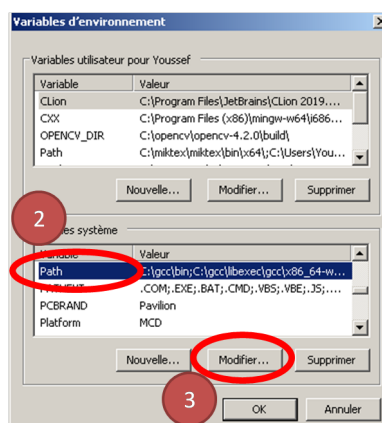 Variables d'environnement
Variables utilisateur pour Youssef
Variable Valeur
CLion C:\Program Files\JetBrains\CLion 2019....
CXX C:\Program Files (x86)\mingw-w64\i686...
OPENCV_DIR C:\opencv\opencv-4.2.0\build\
Path C:\miktex\miktex\bin\x64\;C:\Users\You...
Nouvelle... Modifier... Supprimer
2
système
Valeur
Path C:\gcc\bin;C:\gcc\libexec\gcc\x86_64-w...
.COM;.EXE;.BAT;.CMD;.VBS;.VBE;.JS;....
PCBRAND Pavilion
Platform MCD
Nouvelle... Modifier... Supprimer
3
OK Annuler